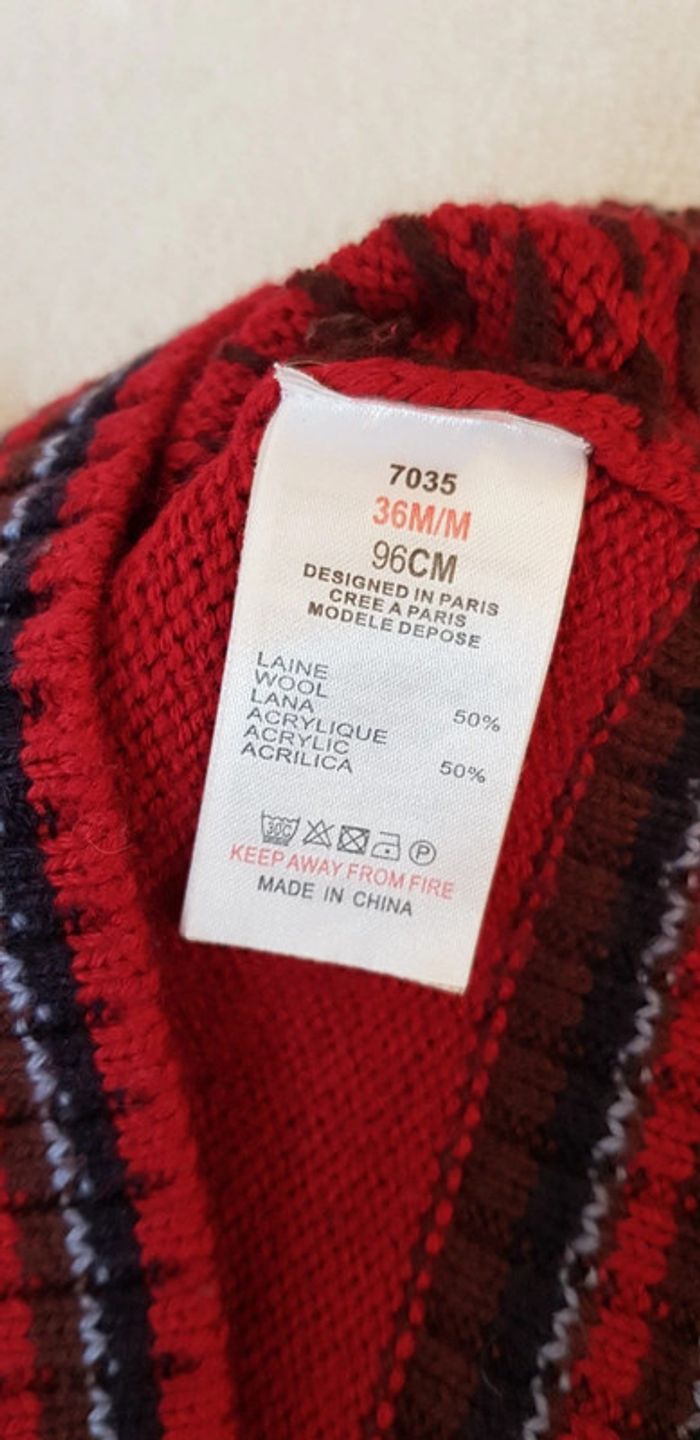 7035
36M/M
96CM
DESIGNED IN PARIS
CREE A PARIS
MODELE DEPOSE
LAINE
WOOL
LANA 50%
ACRYLIQUE
ACRYLIC
ACRILICA 50%
30C P
KEEP AWAY FROM FIRE
MADE IN CHINA